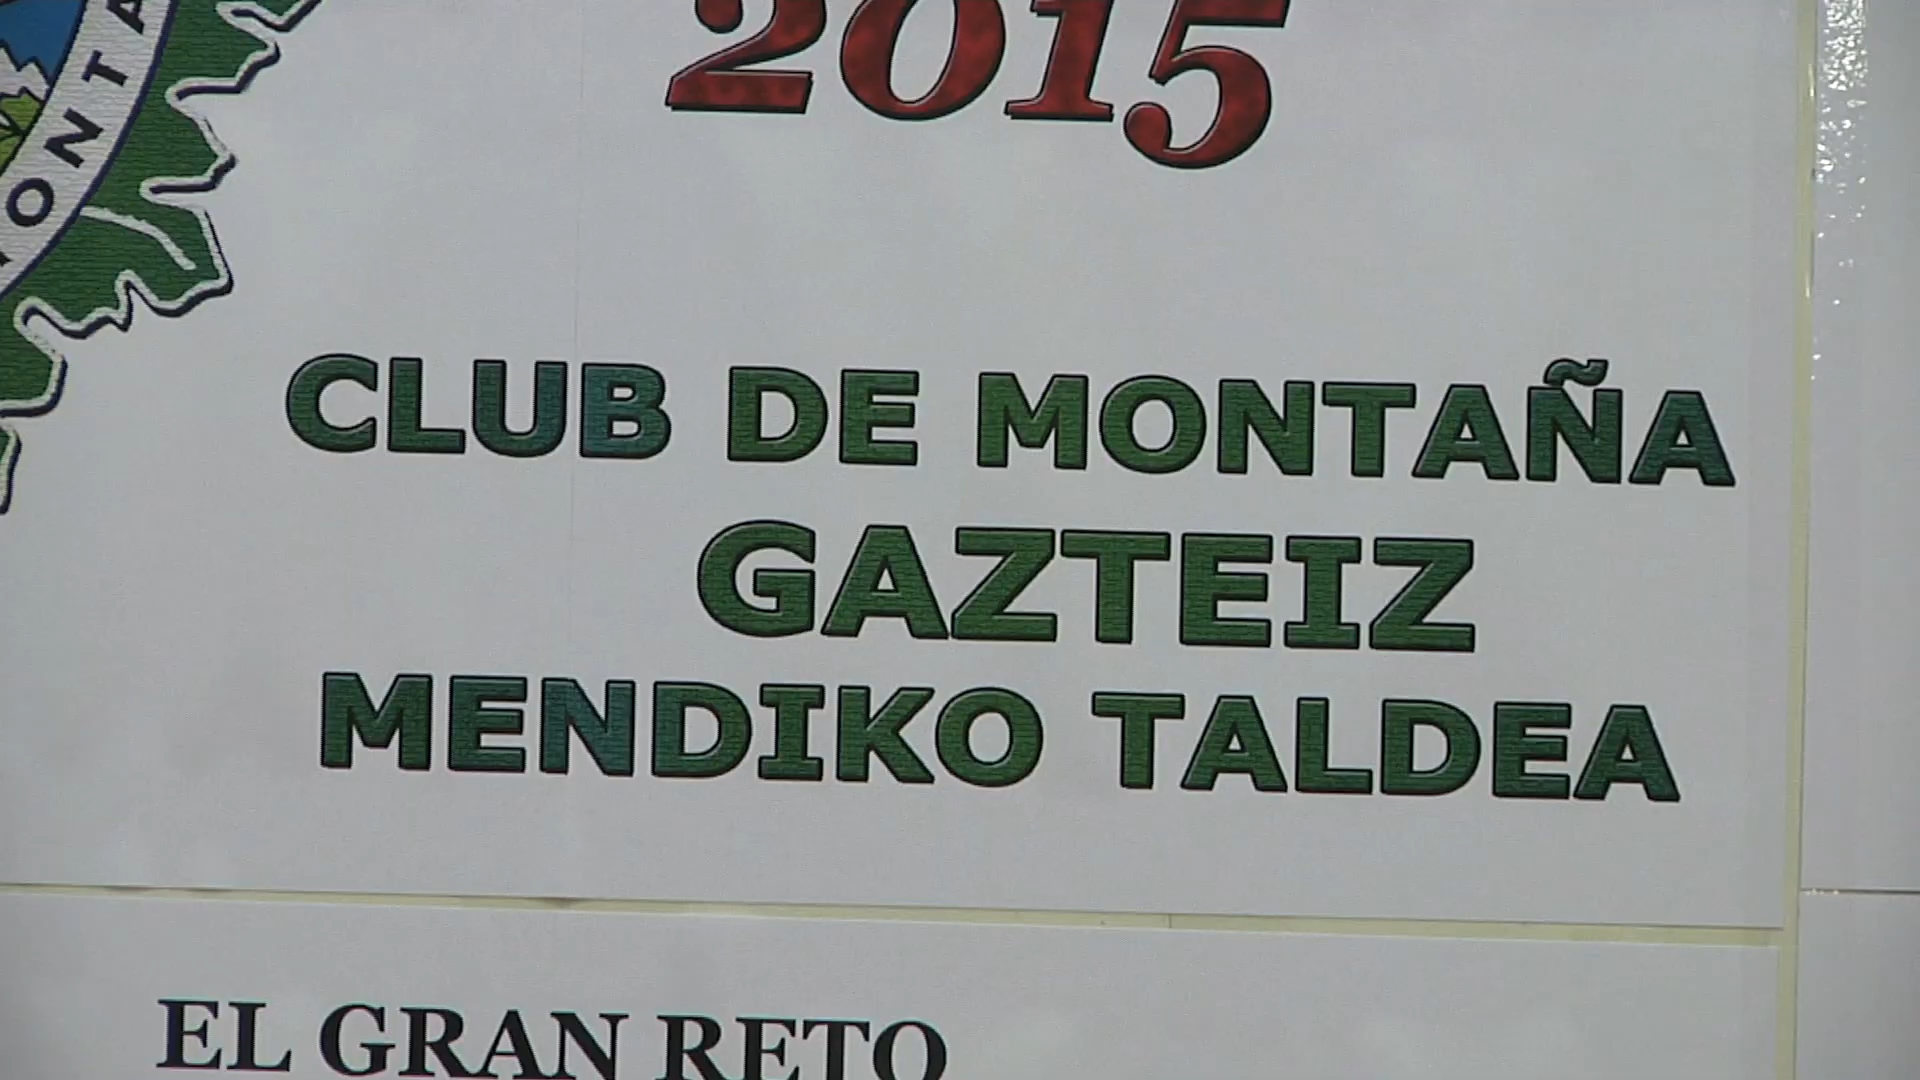 2015
CLUB DE MONTAÑA
GAZTEIZ
MENDIKO TALDEA
EL GRAN RETO